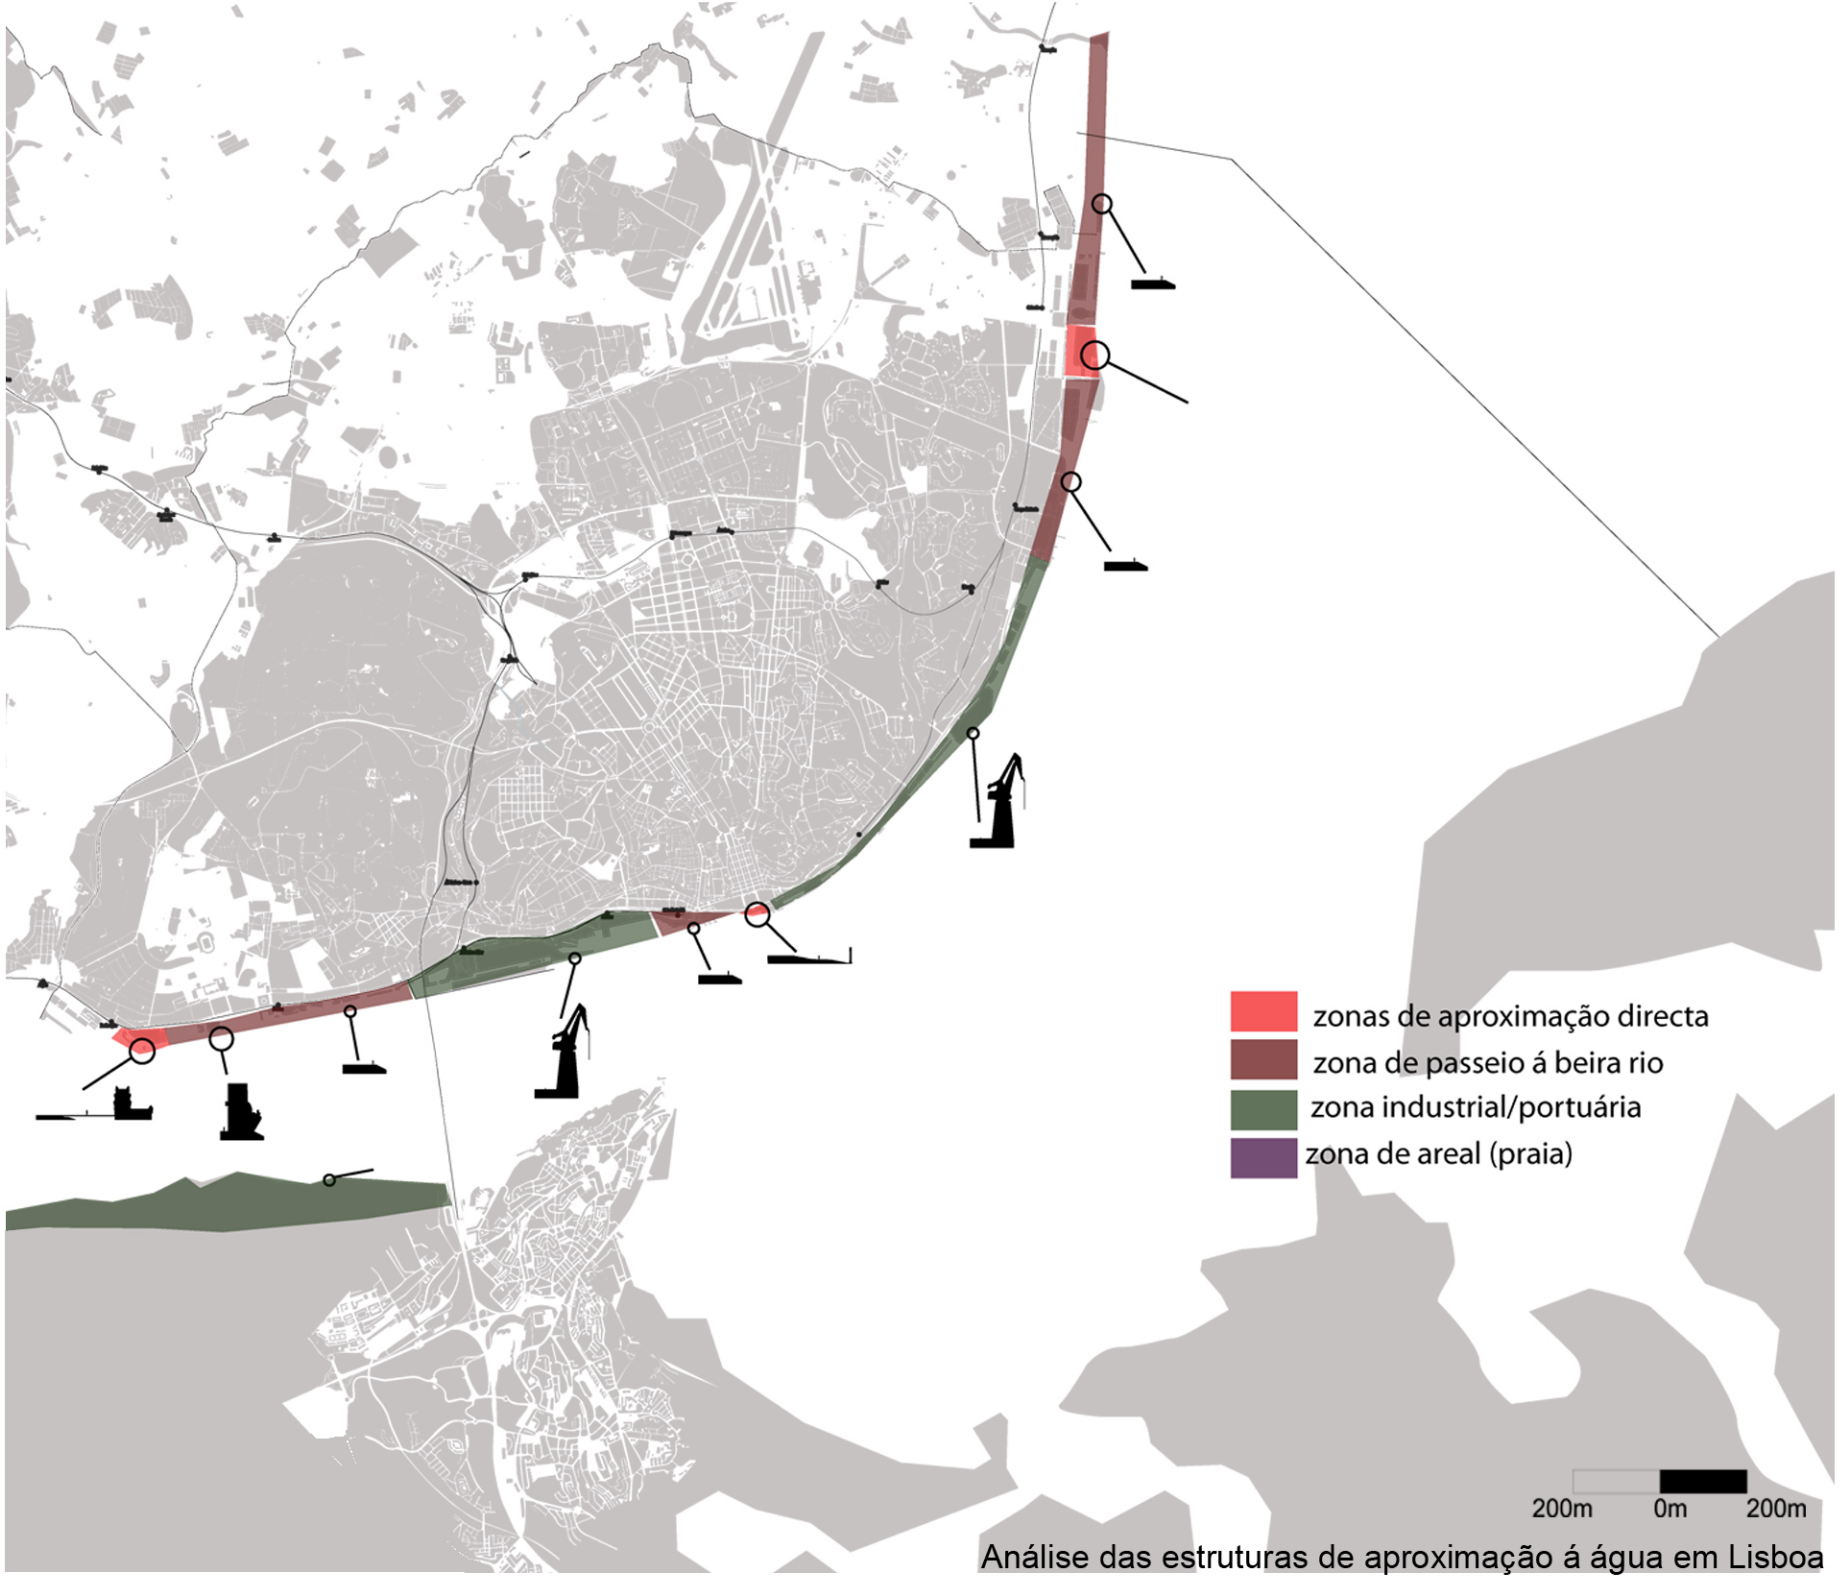 zonas de aproximação directa
zona de passeio á beira rio
zona industrial/portuária
zona de areal (praia)
200m 0m 200m
Análise das estruturas de aproximação á água em Lisboa